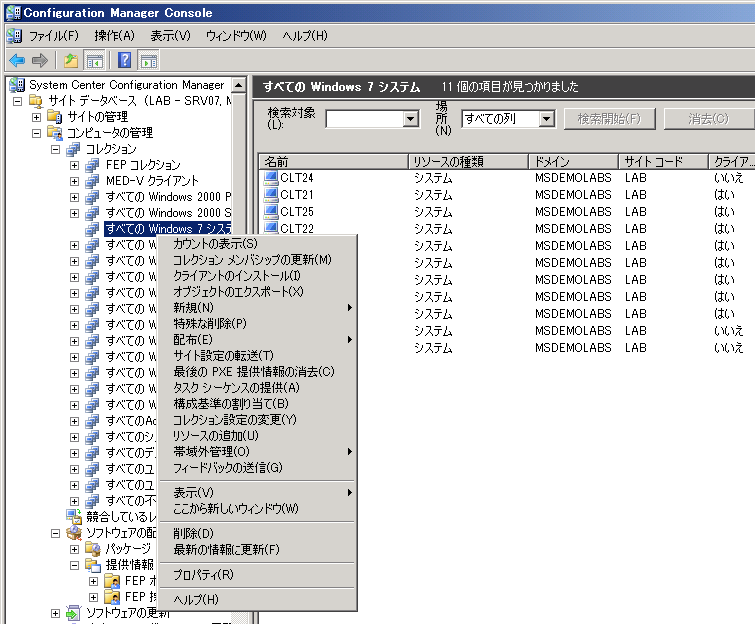 Configuration Manager Console
ファイル(F) 操作(A) 表示(V) ウィンドウ(W) ヘルプ(H)
System Center Configuration Manager
サイト データベース (LAB - SRV07,
サイトの管理
コンピュータの管理
コレクション
FEP コレクション
MED-V クライアント
すべての Windows 2000 P
すべての Windows 2000 S
すべての Windows 7 シス
すべての W
すべての W
すべての W
すべての W
すべての W
すべての W
すべての W
すべての W
すべての W
すべての W
すべての W
すべてのAc
すべてのシ
すべてのデ
すべてのユ
すべてのユ
すべての不
競合しているレ
ソフトウェアの配
パッケージ
提供情報
FEP ポ
FEP 操
ソフトウェアの更新
カウントの表示(S)
コレクション メンバシップの更新(M)
クライアントのインストール(I)
オブジェクトのエクスポート(X)
新規(N)
特殊な削除(P)
配布(E)
サイト設定の転送(T)
最後の PXE 提供情報の消去(C)
タスク シーケンスの提供(A)
構成基準の割り当て(B)
コレクション設定の変更(Y)
リソースの追加(U)
帯域外管理(O)
フィードバックの送信(G)
表示(V)
ここから新しいウィンドウ(W)
削除(D)
最新の情報に更新(F)
プロパティ(R)
ヘルプ(H)
すべての Windows 7 システム 11 個の項目が見つかりました
検索対象(L): 場所(N) すべての列 検索開始(F) 消去(C)
名前 リソースの種類 ドメイン サイト コード クライア...
CLT24 システム MSDEMOLABS LAB いいえ
CLT21 システム MSDEMOLABS LAB はい
CLT25 システム MSDEMOLABS LAB はい
CLT22 システム MSDEMOLABS LAB はい
システム MSDEMOLABS LAB はい
システム MSDEMOLABS LAB はい
システム MSDEMOLABS LAB はい
システム MSDEMOLABS LAB はい
システム MSDEMOLABS LAB はい
システム MSDEMOLABS LAB いいえ
システム MSDEMOLABS LAB いいえ